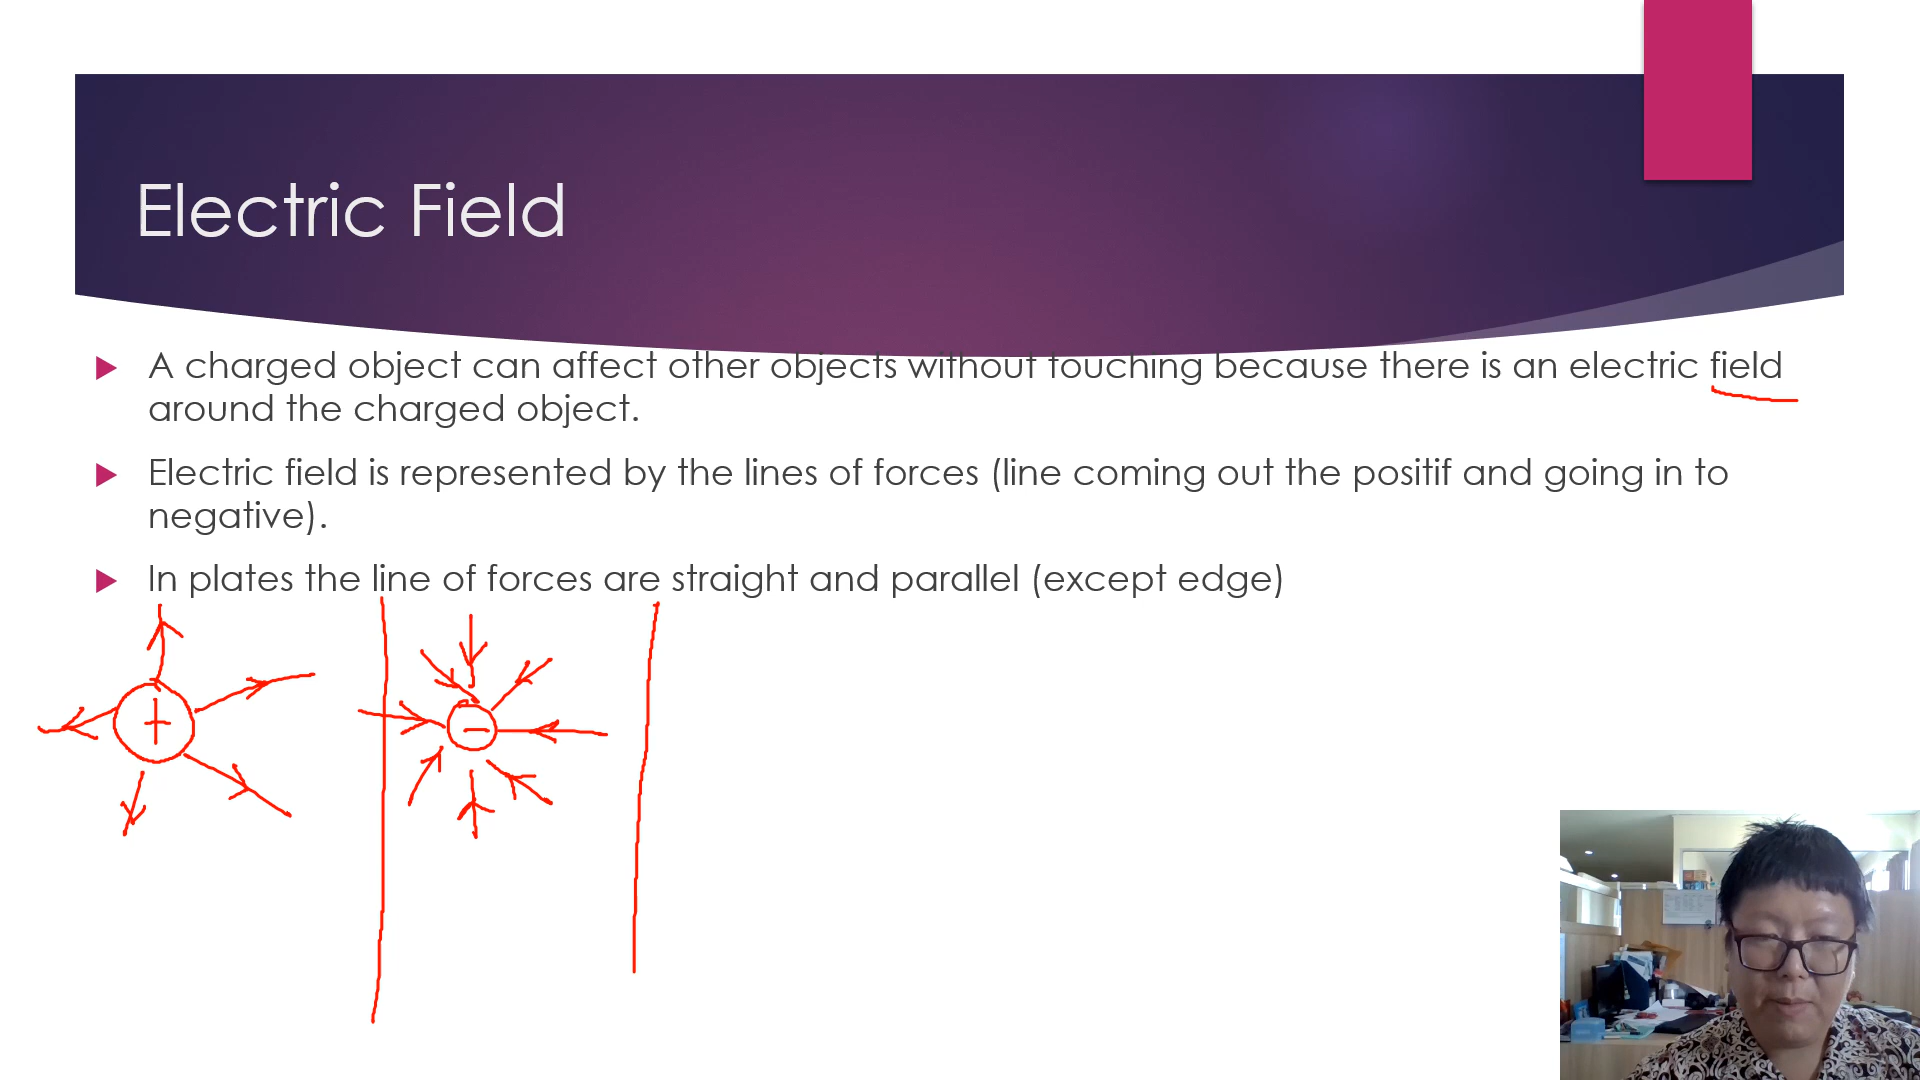 Electric Field
A charged object can affect other objects without touching because there is an electric field
around the charged object.
Electric field is represented by the lines of forces (line coming out the positif and going in to
negative).
In plates the line of forces are straight and parallel (except edge)
+
-